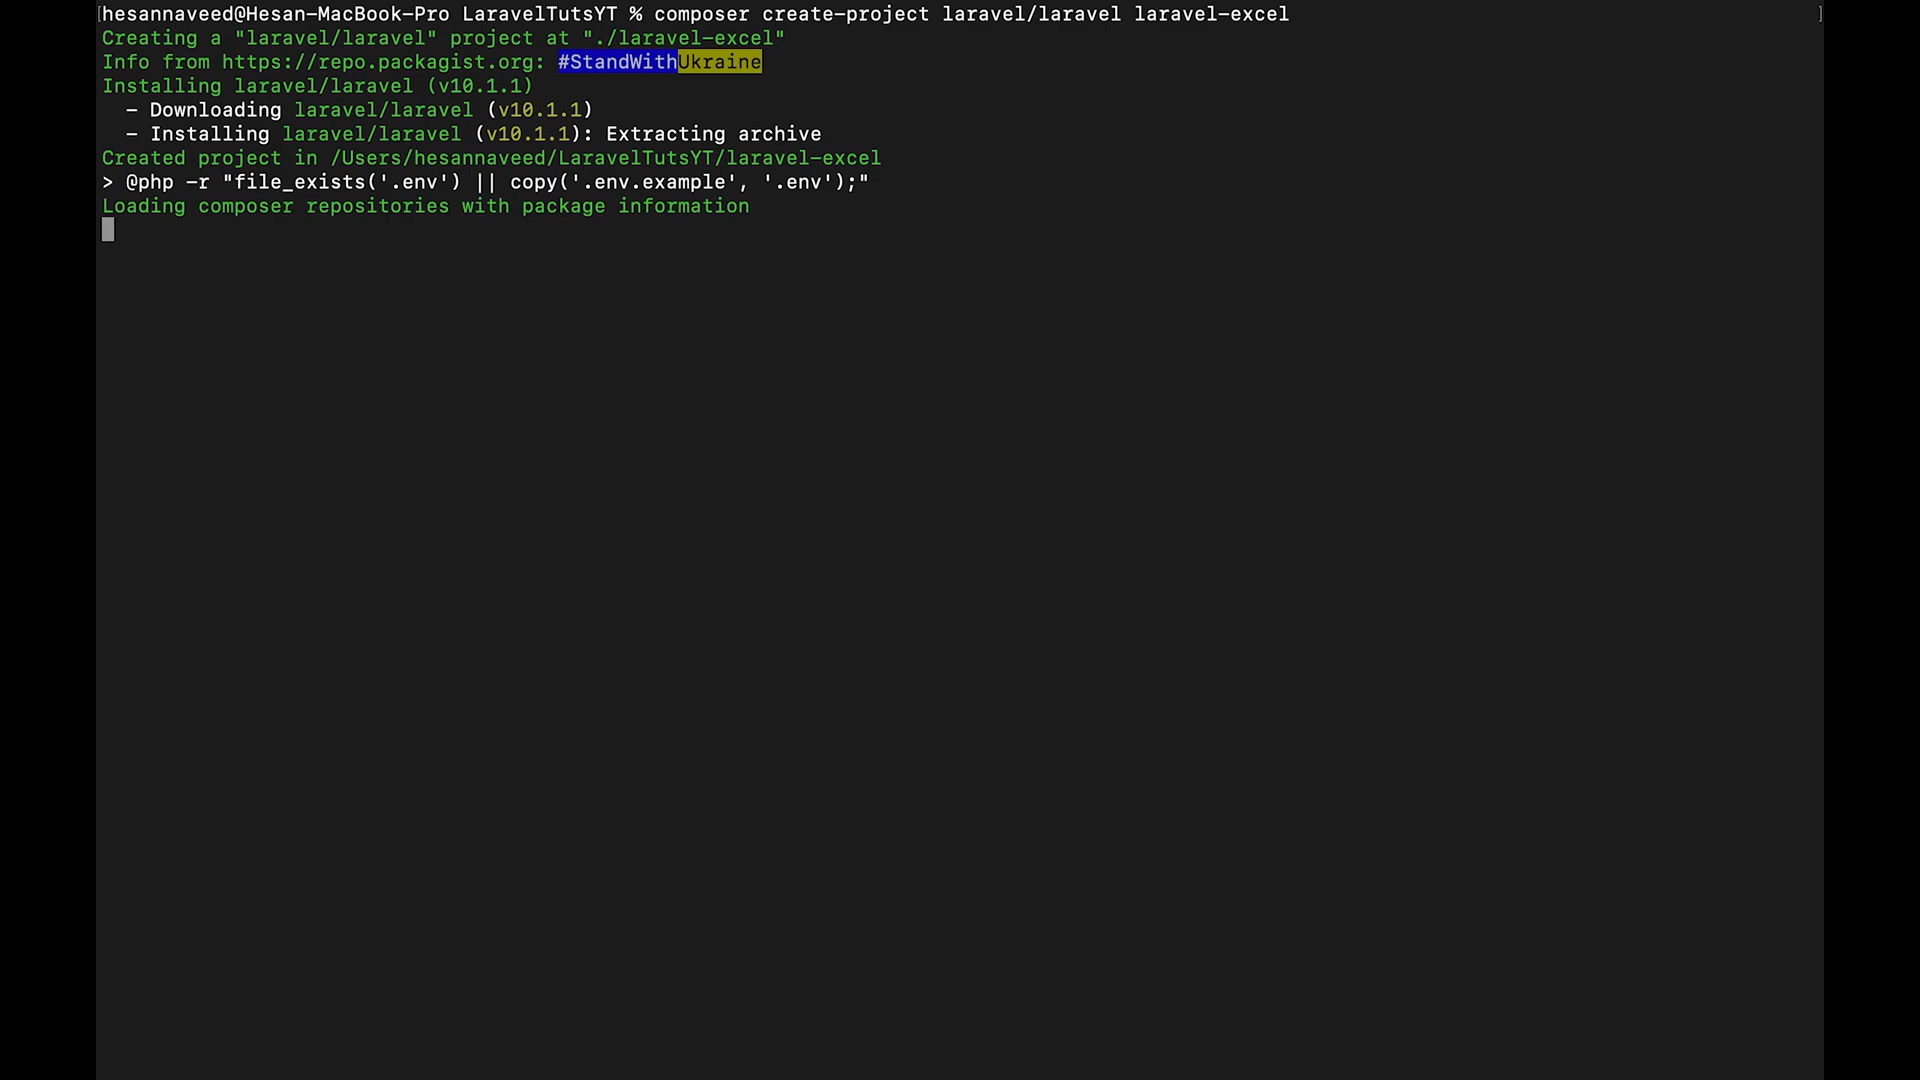 [hesannaveed@Hesan-MacBook-Pro LaravelTutsYT % composer create-project laravel/laravel laravel-excel ]
Creating a "laravel/laravel" project at "./laravel-excel"
Info from https://repo.packagist.org: #StandWithUkraine
Installing laravel/laravel (v10.1.1)
  - Downloading laravel/laravel (v10.1.1)
  - Installing laravel/laravel (v10.1.1): Extracting archive
Created project in /Users/hesannaveed/LaravelTutsYT/laravel-excel
> @php -r "file_exists('.env') || copy('.env.example', '.env');"
Loading composer repositories with package information